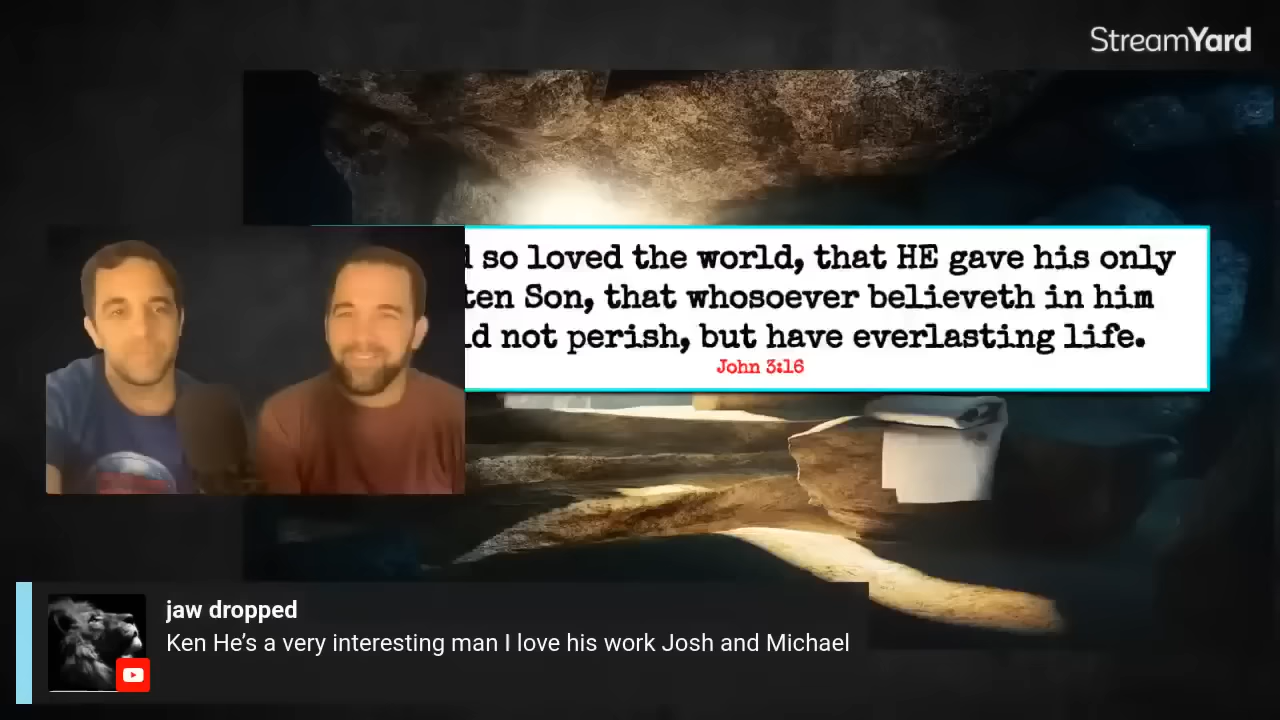 StreamYard
so loved the world, that HE gave his only
Son, that whosoever believeth in him
not perish, but have everlasting life.
John 3:16
jaw dropped
Ken He's a very interesting man I love his work Josh and Michael